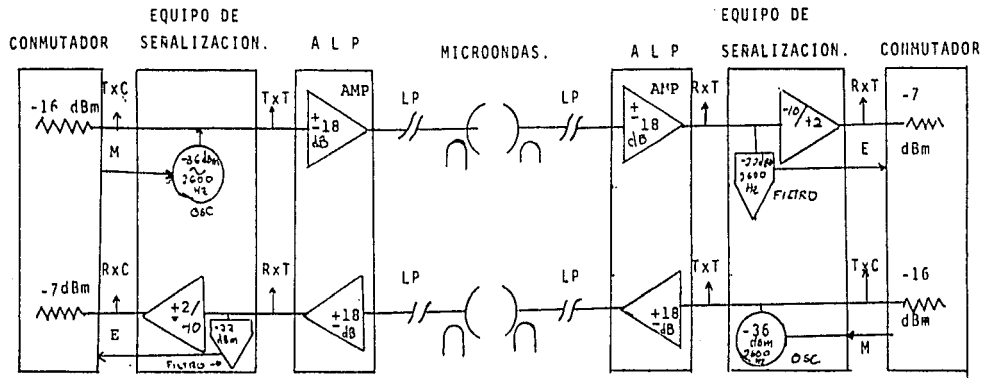 EQUIPO DE
EQUIPO DE
CONMUTADOR
SEÑALIZACION.
A L P
MICROONDAS.
A L P
SEÑALIZACION.
CONMUTADOR
-16 dBm
TxC
M
-36 dBm
2600
Hz
OSC
TxT
AMP
±18
dB
LP
LP
AMP
±18
dB
RxT
-10/+2
2600
Hz
FILTRO
RxT
E
-7
dBm
-7dBm
RxC
E
+2/-10
dBm
FILTRO
RxT
±18
dB
LP
LP
±18
dB
TxT
-36
dBm
2600
Hz
OSC.
TxC
M
-16
dBm